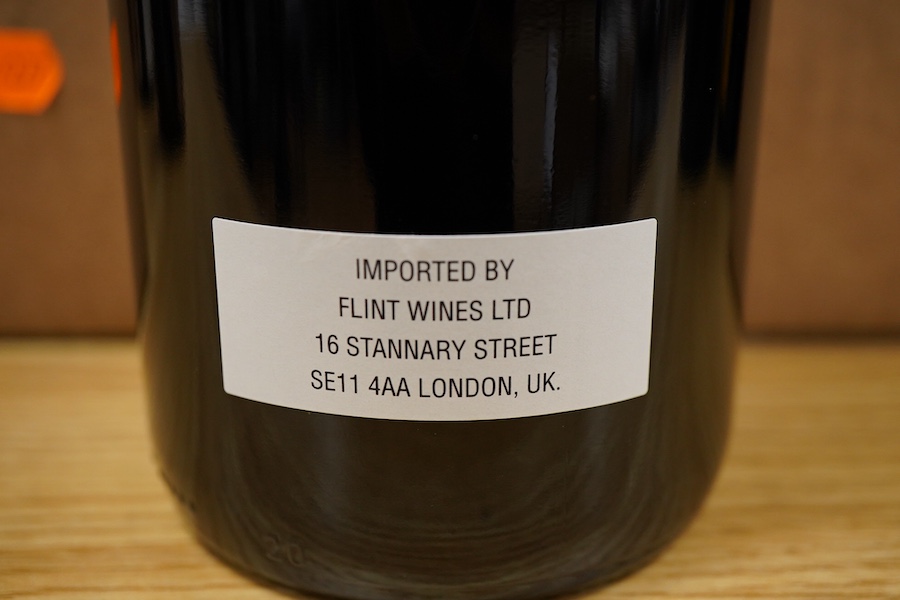 IMPORTED BY
FLINT WINES LTD
16 STANNARY STREET
SE11 4AA LONDON, UK.